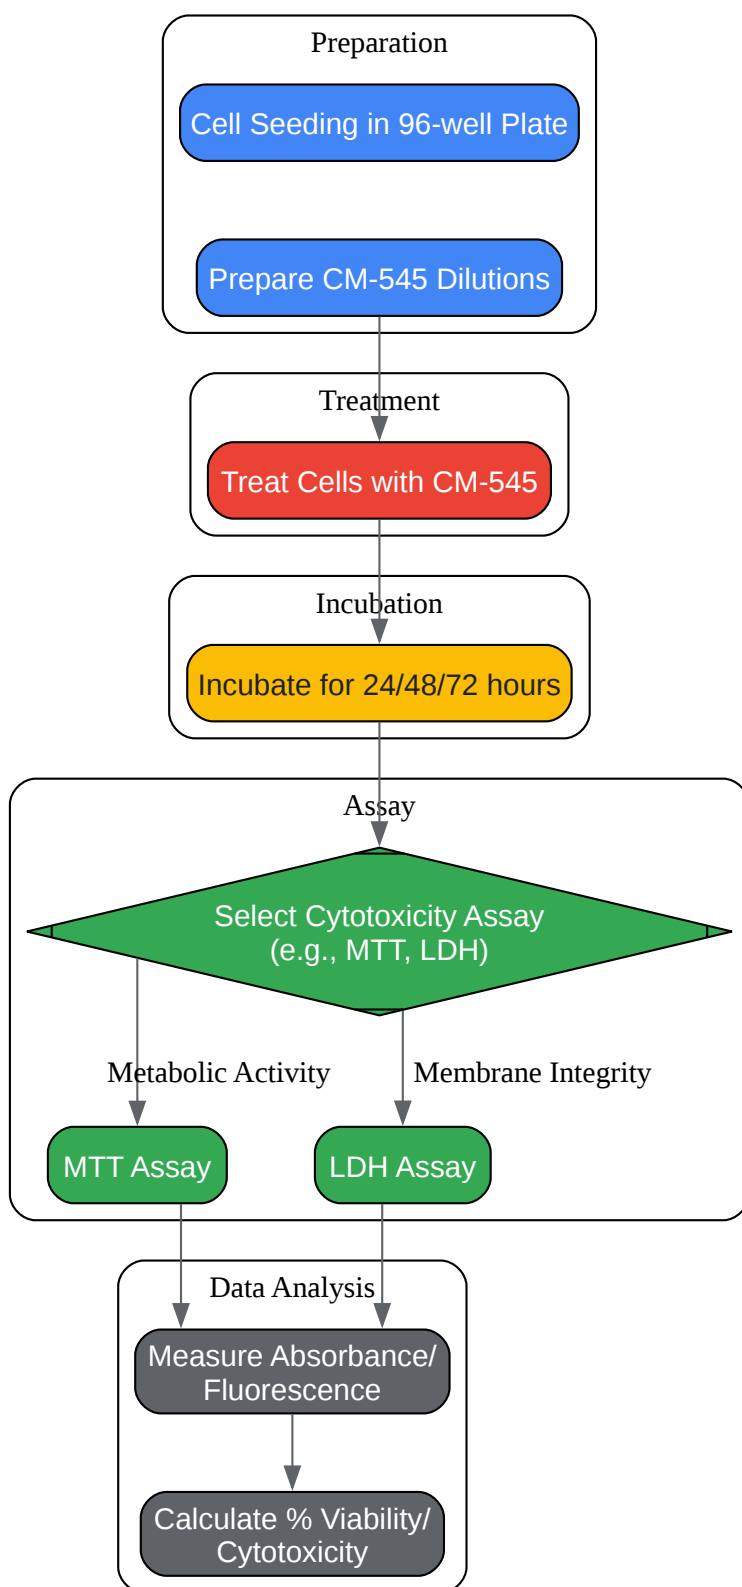 Preparation
Cell Seeding in 96-well Plate
Prepare CM-545 Dilutions
Treatment
Treat Cells with CM-545
Incubation
Incubate for 24/48/72 hours
Assay
Select Cytotoxicity Assay
(e.g., MTT, LDH)
Metabolic Activity
Membrane Integrity
MTT Assay
LDH Assay
Data Analysis
Measure Absorbance/
Fluorescence
Calculate % Viability/
Cytotoxicity